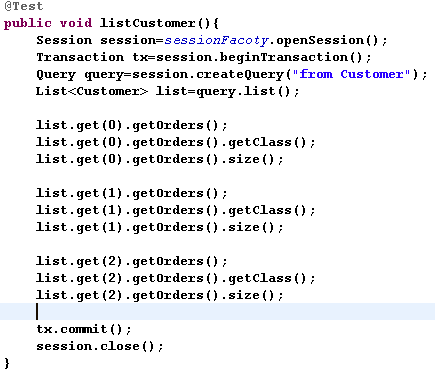 @Test
public void listCustomer(){
Session session=sessionFacoty.openSession();
Transaction tx=session.beginTransaction();
Query query=session.createQuery("from Customer");
List<Customer> list=query.list();
list.get(0).getOrders();
list.get(0).getOrders().getClass();
list.get(0).getOrders().size();
list.get(1).getOrders();
list.get(1).getOrders().getClass();
list.get(1).getOrders().size();
list.get(2).getOrders();
list.get(2).getOrders().getClass();
list.get(2).getOrders().size();
tx.commit();
session.close();
}